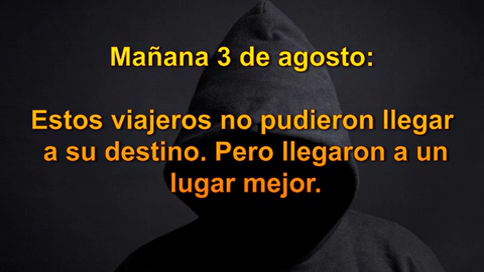 Mañana 3 de agosto:
Estos viajeros no pudieron llegar
a su destino. Pero llegaron a un
lugar mejor.